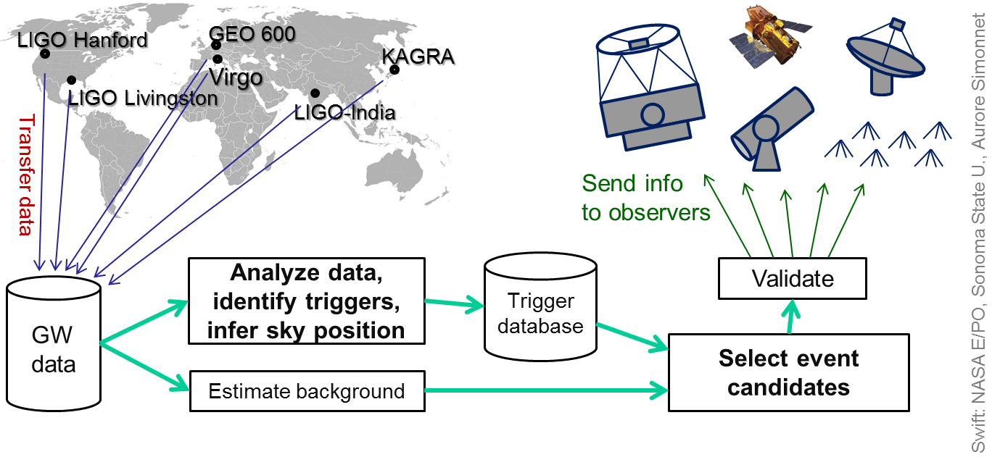 LIGO Hanford
GEO 600
KAGRA
Virgo
LIGO Livingston
LIGO-India
Transfer data
Send info
to observers
GW
data
Analyze data,
identify triggers,
infer sky position
Estimate background
Trigger
database
Validate
Select event
candidates
Swift: NASA E/PO, Sonoma State U., Aurore Simonnet